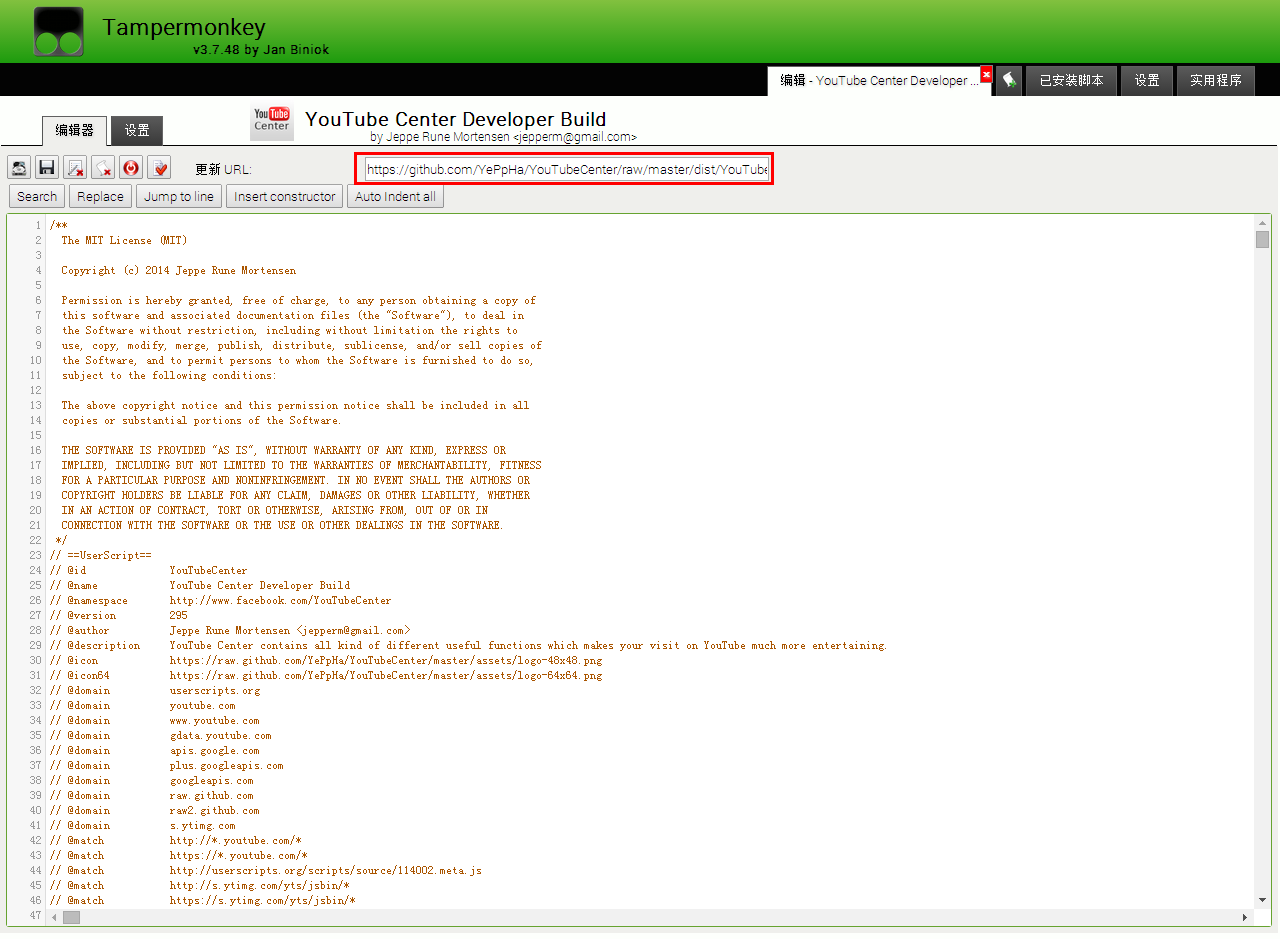 Tampermonkey
v3.7.48 by Jan Biniok
编辑 - YouTube Center Developer ...
已安装脚本
设置
实用程序
编辑器
设置
You Tube
Center
YouTube Center Developer Build
by Jeppe Rune Mortensen <jepperm@gmail.com>
更新 URL:
https://github.com/YePpHa/YouTubeCenter/raw/master/dist/YouTube
Search
Replace
Jump to line
Insert constructor
Auto Indent all
1 /**
2 The MIT License (MIT)
3
4 Copyright (c) 2014 Jeppe Rune Mortensen
5
6 Permission is hereby granted, free of charge, to any person obtaining a copy of
7 this software and associated documentation files (the "Software"), to deal in
8 the Software without restriction, including without limitation the rights to
9 use, copy, modify, merge, publish, distribute, sublicense, and/or sell copies of
10 the Software, and to permit persons to whom the Software is furnished to do so,
11 subject to the following conditions:
12
13 The above copyright notice and this permission notice shall be included in all
14 copies or substantial portions of the Software.
15
16 THE SOFTWARE IS PROVIDED "AS IS", WITHOUT WARRANTY OF ANY KIND, EXPRESS OR
17 IMPLIED, INCLUDING BUT NOT LIMITED TO THE WARRANTIES OF MERCHANTABILITY, FITNESS
18 FOR A PARTICULAR PURPOSE AND NONINFRINGEMENT. IN NO EVENT SHALL THE AUTHORS OR
19 COPYRIGHT HOLDERS BE LIABLE FOR ANY CLAIM, DAMAGES OR OTHER LIABILITY, WHETHER
20 IN AN ACTION OF CONTRACT, TORT OR OTHERWISE, ARISING FROM, OUT OF OR IN
21 CONNECTION WITH THE SOFTWARE OR THE USE OR OTHER DEALINGS IN THE SOFTWARE.
22 */
23 // ==UserScript==
24 // @id YouTubeCenter
25 // @name YouTube Center Developer Build
26 // @namespace http://www.facebook.com/YouTubeCenter
27 // @version 295
28 // @author Jeppe Rune Mortensen <jepperm@gmail.com>
29 // @description YouTube Center contains all kind of different useful functions which makes your visit on YouTube much more entertaining.
30 // @icon https://raw.github.com/YePpHa/YouTubeCenter/master/assets/logo-48x48.png
31 // @icon64 https://raw.github.com/YePpHa/YouTubeCenter/master/assets/logo-64x64.png
32 // @domain userscripts.org
33 // @domain youtube.com
34 // @domain www.youtube.com
35 // @domain gdata.youtube.com
36 // @domain apis.google.com
37 // @domain plus.googleapis.com
38 // @domain googleapis.com
39 // @domain raw.github.com
40 // @domain raw2.github.com
41 // @domain s.ytimg.com
42 // @match http://*.youtube.com/*
43 // @match https://*.youtube.com/*
44 // @match http://userscripts.org/scripts/source/114002.meta.js
45 // @match http://s.ytimg.com/yts/jsbin/*
46 // @match https://s.ytimg.com/yts/jsbin/*
47